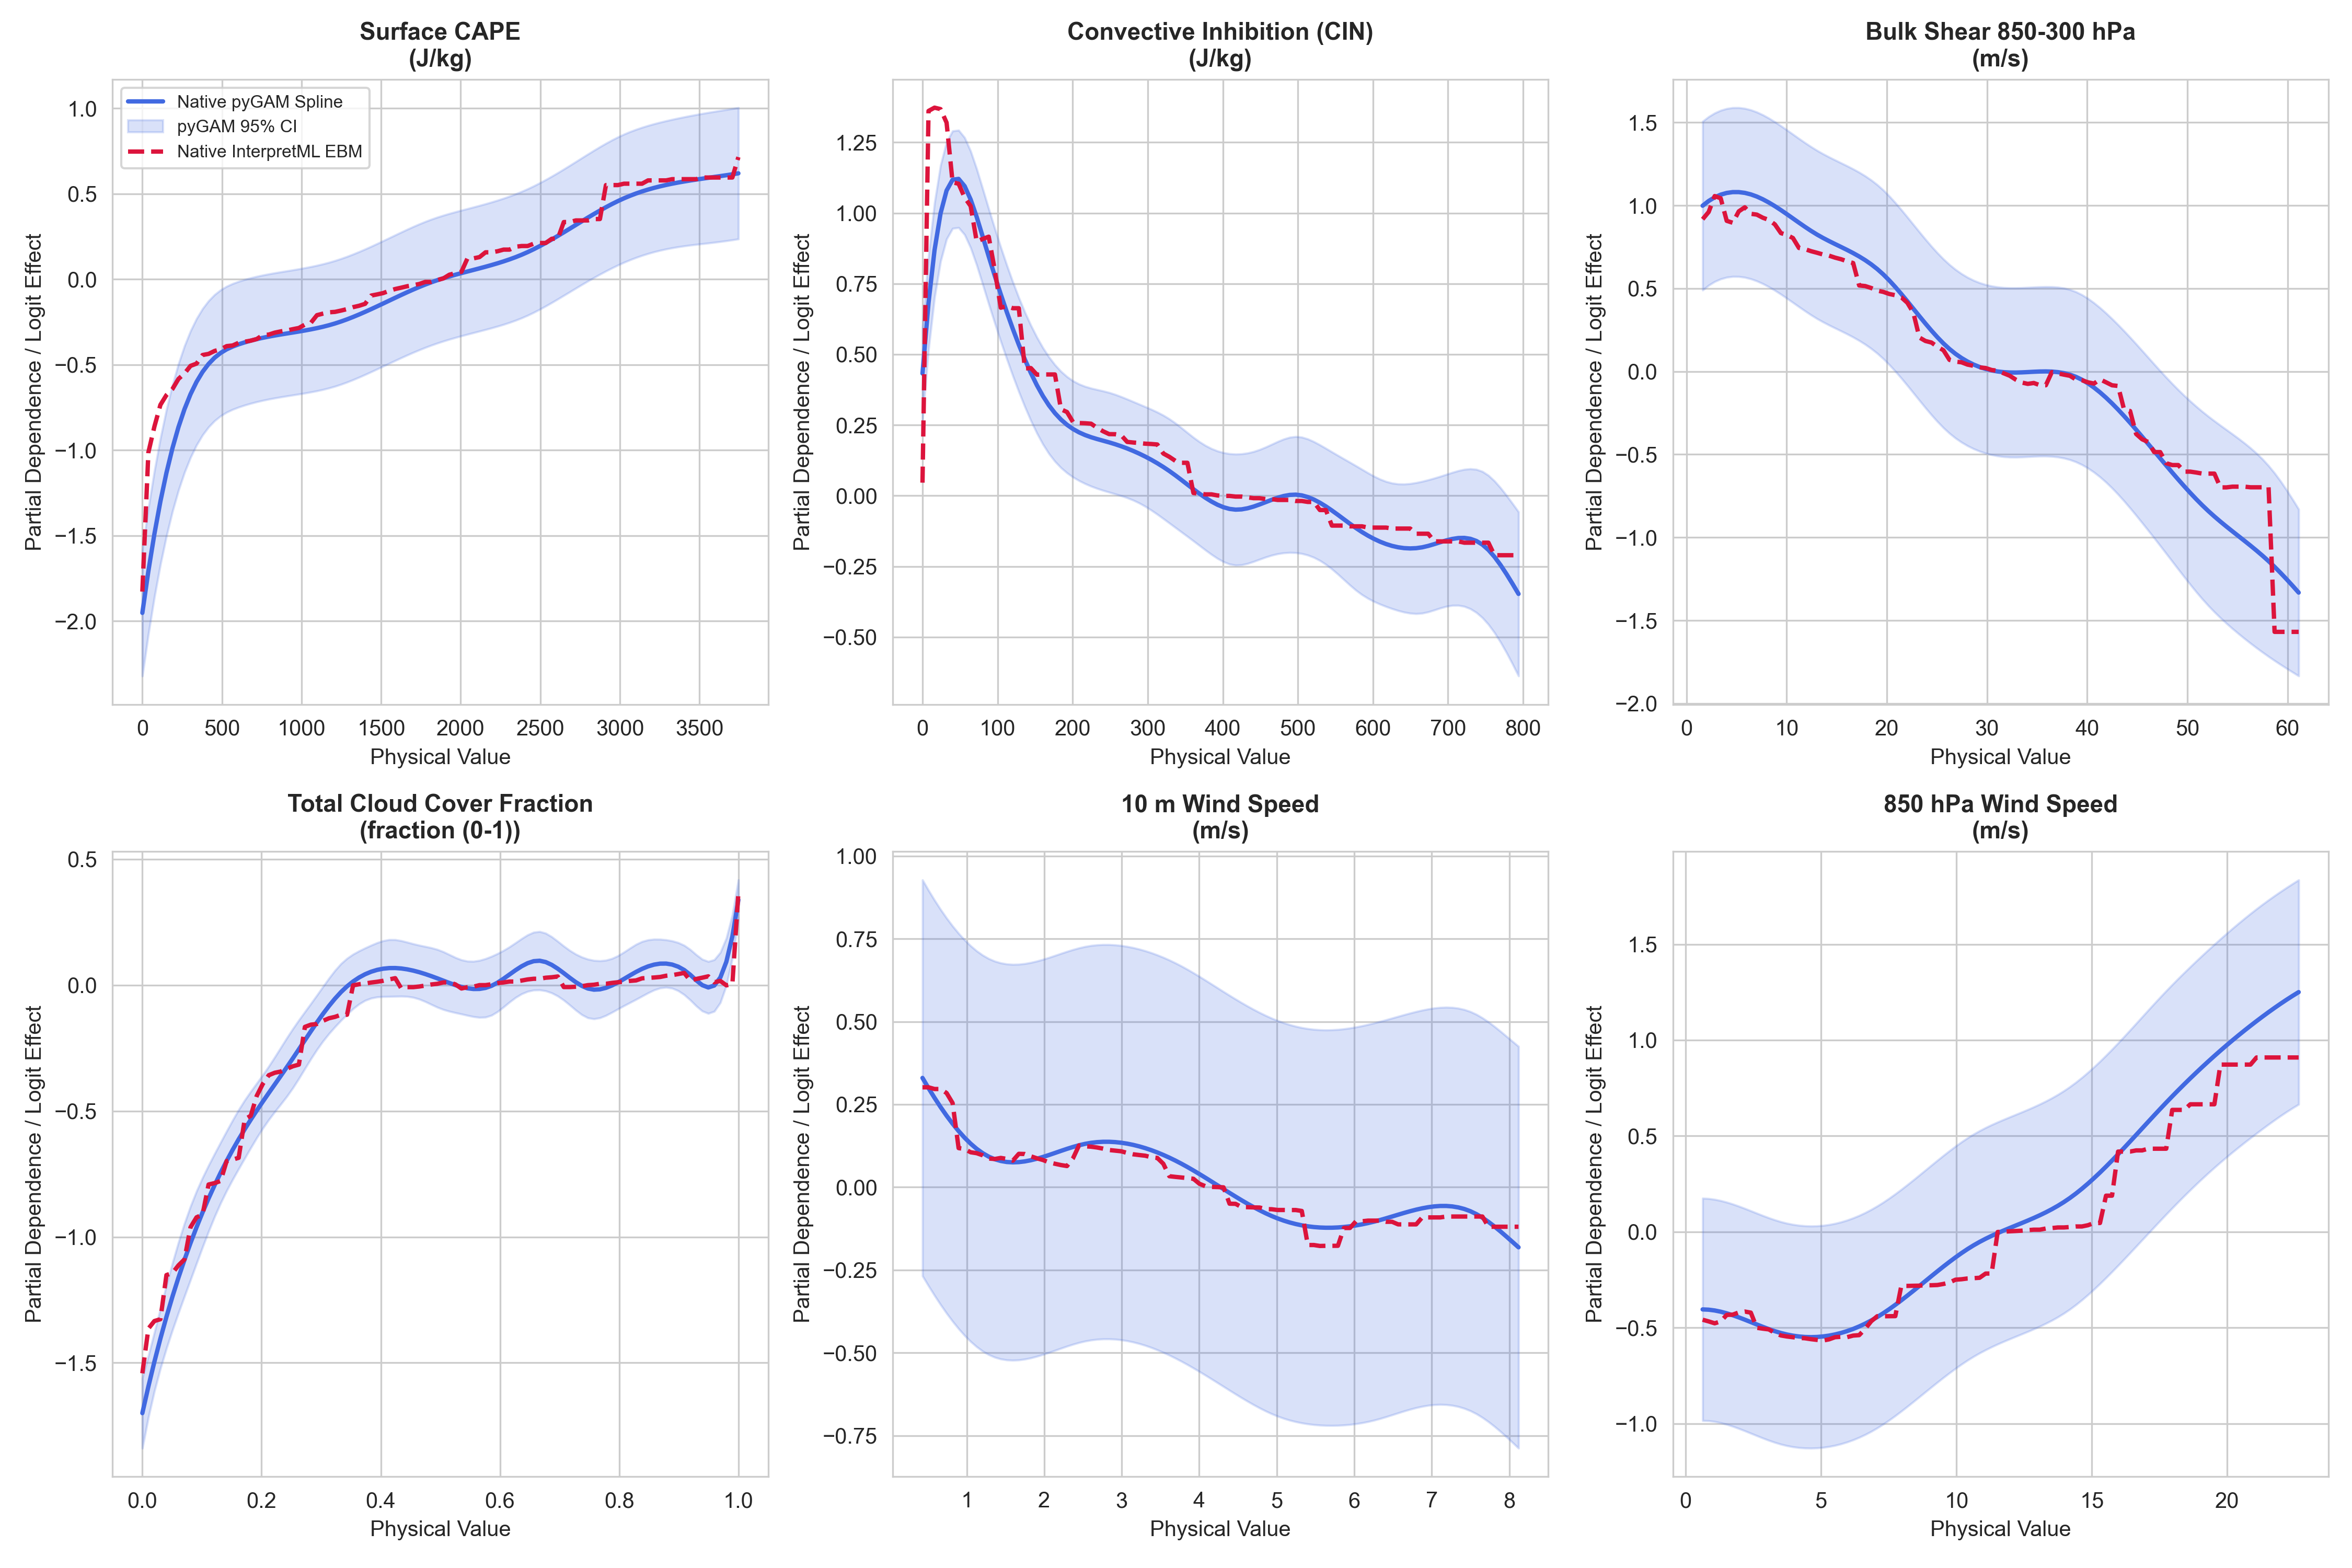 Surface CAPE
(J/kg)
Partial Dependence / Logit Effect
1.0
0.5
0.0
−0.5
−1.0
−1.5
−2.0
Native pyGAM Spline
pyGAM 95% CI
Native InterpretML EBM
0 500 1000 1500 2000 2500 3000 3500
Physical Value
Convective Inhibition (CIN)
(J/kg)
Partial Dependence / Logit Effect
1.25
1.00
0.75
0.50
0.25
0.00
−0.25
−0.50
0 100 200 300 400 500 600 700 800
Physical Value
Bulk Shear 850-300 hPa
(m/s)
Partial Dependence / Logit Effect
1.5
1.0
0.5
0.0
−0.5
−1.0
−1.5
−2.0
0 10 20 30 40 50 60
Physical Value
Total Cloud Cover Fraction
(fraction (0-1))
Partial Dependence / Logit Effect
0.5
0.0
−0.5
−1.0
−1.5
0.0 0.2 0.4 0.6 0.8 1.0
Physical Value
10 m Wind Speed
(m/s)
Partial Dependence / Logit Effect
1.00
0.75
0.50
0.25
0.00
−0.25
−0.50
−0.75
1 2 3 4 5 6 7 8
Physical Value
850 hPa Wind Speed
(m/s)
Partial Dependence / Logit Effect
1.5
1.0
0.5
0.0
−0.5
−1.0
0 5 10 15 20
Physical Value